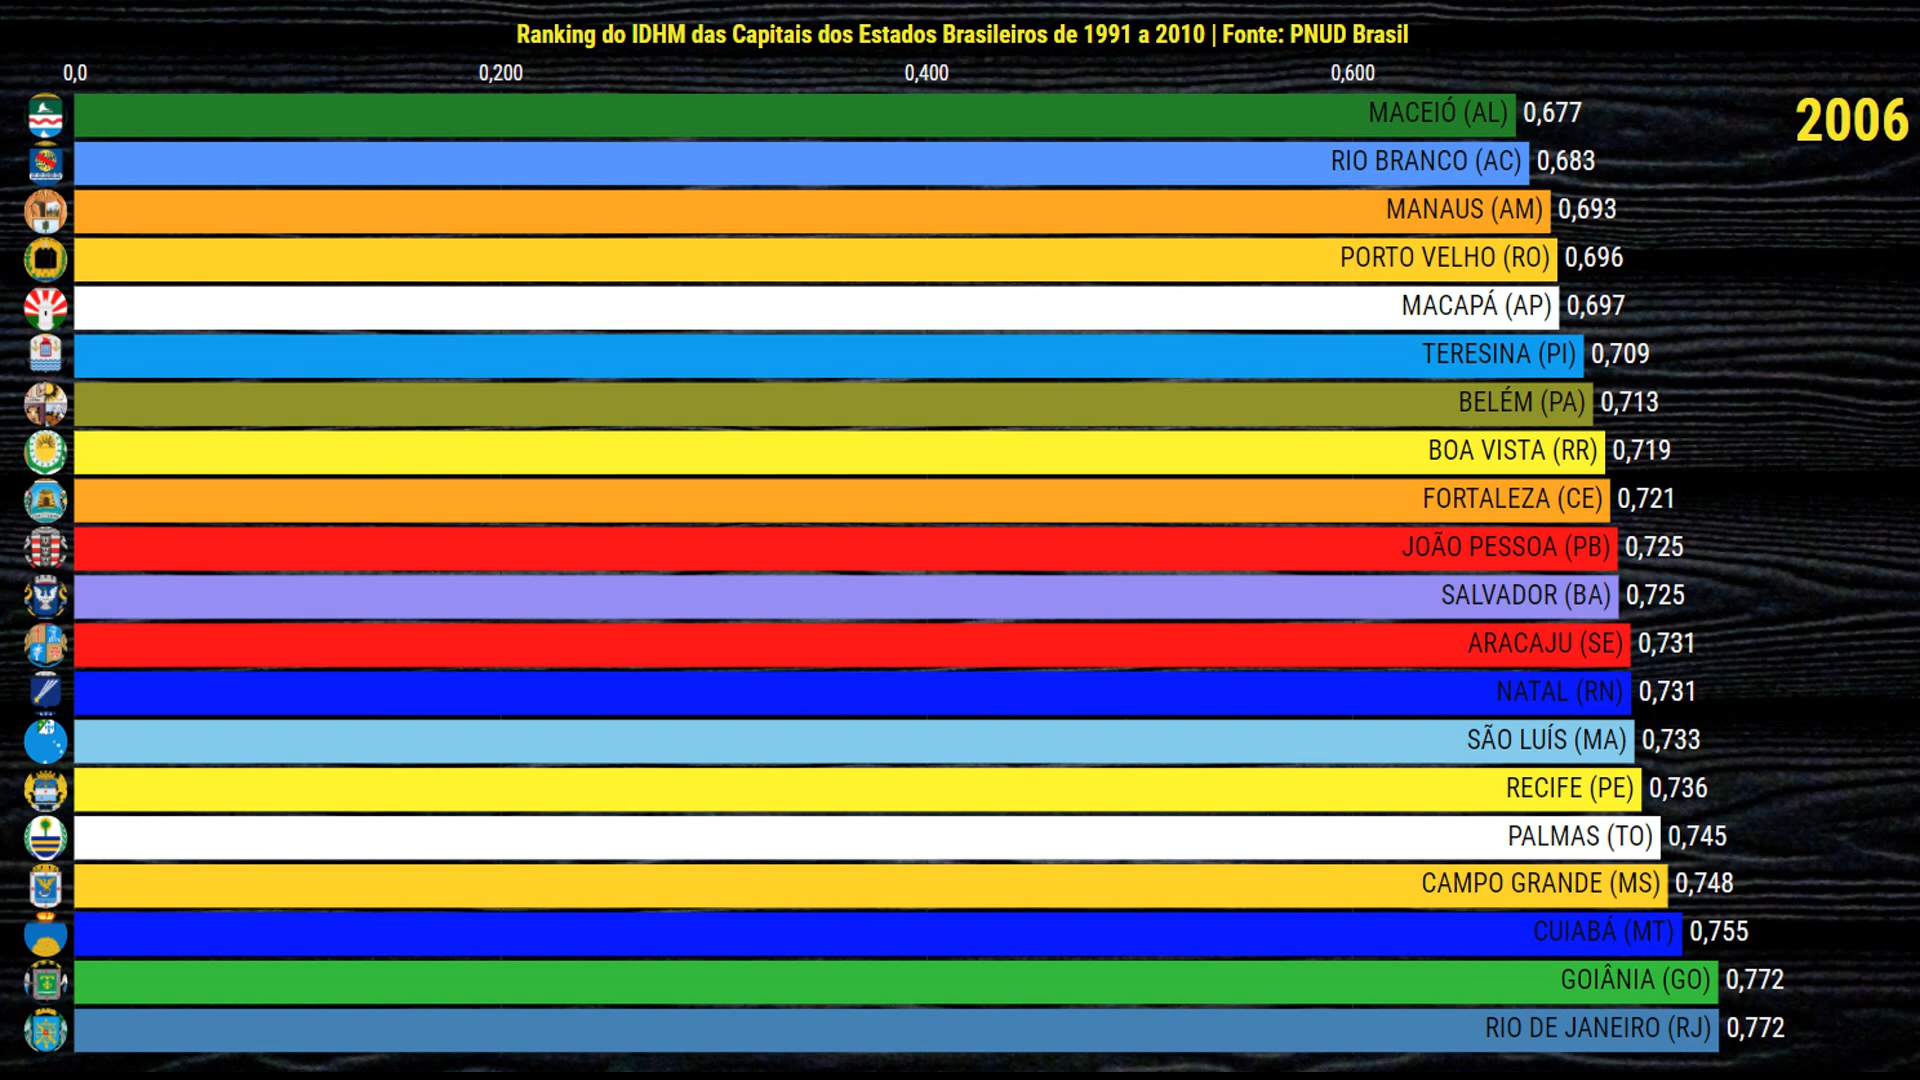 Ranking do IDHM das Capitais dos Estados Brasileiros de 1991 a 2010 | Fonte: PNUD Brasil
0,0 0,200 0,400 0,600
2006
MACEIÓ (AL) 0,677
RIO BRANCO (AC) 0,683
MANAUS (AM) 0,693
PORTO VELHO (RO) 0,696
MACAPÁ (AP) 0,697
TERESINA (PI) 0,709
BELÉM (PA) 0,713
BOA VISTA (RR) 0,719
FORTALEZA (CE) 0,721
JOÃO PESSOA (PB) 0,725
SALVADOR (BA) 0,725
ARACAJU (SE) 0,731
NATAL (RN) 0,731
SÃO LUÍS (MA) 0,733
RECIFE (PE) 0,736
PALMAS (TO) 0,745
CAMPO GRANDE (MS) 0,748
CUIABÁ (MT) 0,755
GOIÂNIA (GO) 0,772
RIO DE JANEIRO (RJ) 0,772